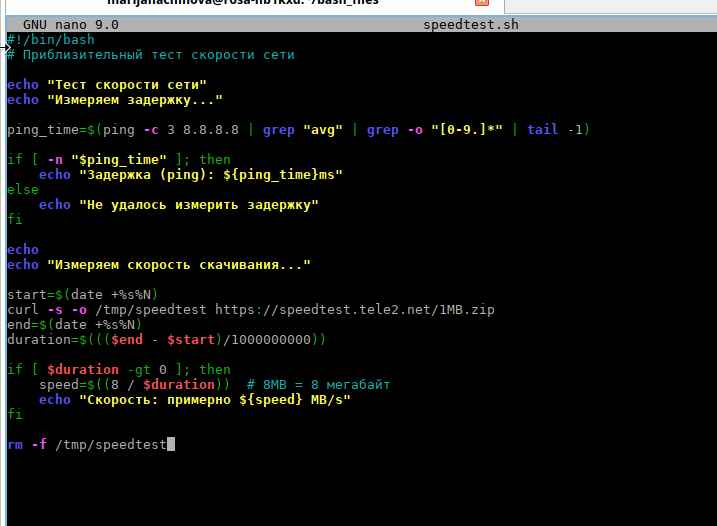 GNU nano 9.0 speedtest.sh
#!/bin/bash
# Приблизительный тест скорости сети
echo "Тест скорости сети"
echo "Измеряем задержку..."
ping_time=$(ping -c 3 8.8.8.8 | grep "avg" | grep -o "[0-9.]*" | tail -1)
if [ -n "$ping_time" ]; then
echo "Задержка (ping): ${ping_time}ms"
else
echo "Не удалось измерить задержку"
fi
echo
echo "Измеряем скорость скачивания..."
start=$(date +%s%N)
curl -s -o /tmp/speedtest https://speedtest.tele2.net/1MB.zip
end=$(date +%s%N)
duration=$((($end - $start)/1000000000))
if [ $duration -gt 0 ]; then
speed=$((8 / $duration)) # 8MB = 8 мегабайт
echo "Скорость: примерно ${speed} MB/s"
fi
rm -f /tmp/speedtest